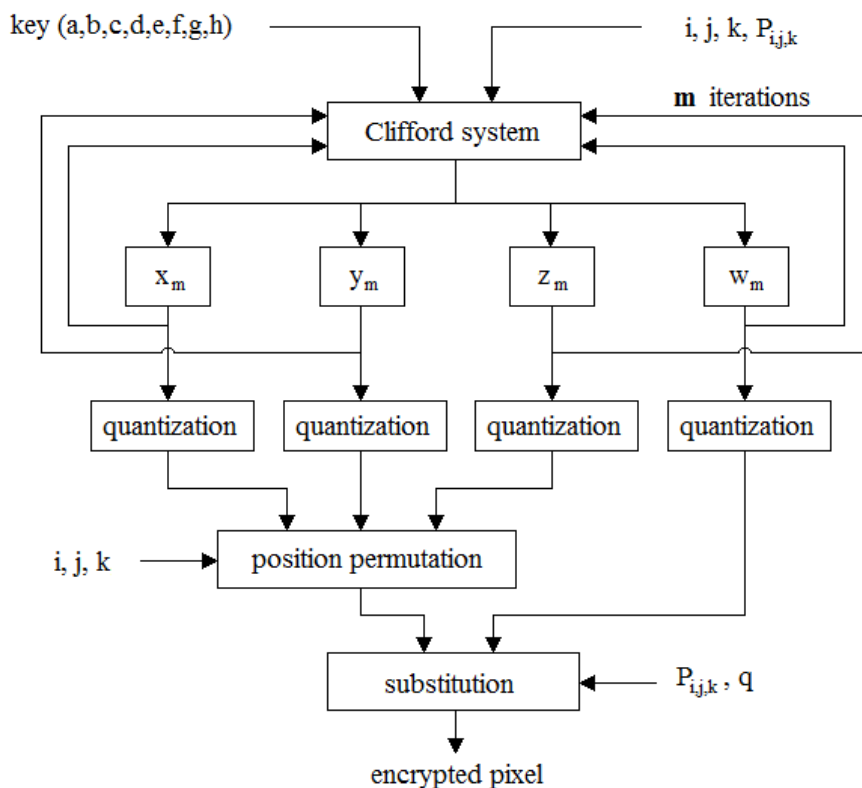 key (a,b,c,d,e,f,g,h)
i, j, k, P_{i,j,k}
m iterations
Clifford system
x_m
y_m
z_m
w_m
quantization
quantization
quantization
quantization
i, j, k
position permutation
substitution
P_{i,j,k} , q
encrypted pixel